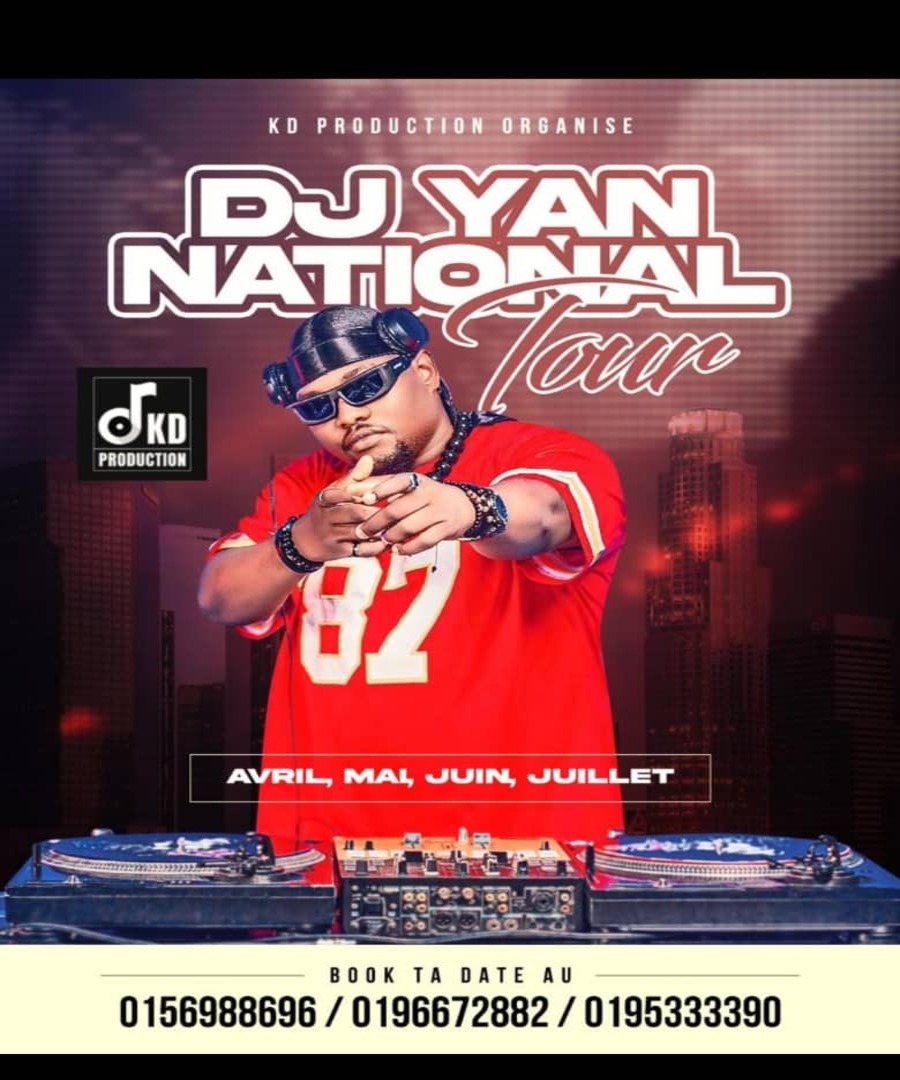 KD PRODUCTION ORGANISE
DJ YAN
NATIONAL
Tour
KD
PRODUCTION
87
AVRIL, MAI, JUIN, JUILLET
BOOK TA DATE AU
0156988696 / 0196672882 / 0195333390